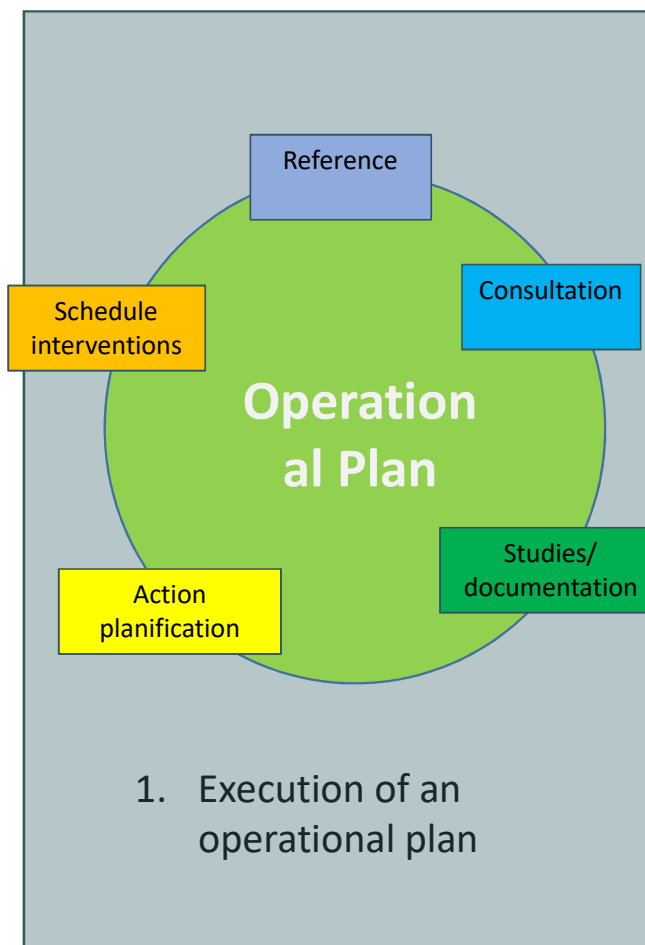 Reference
Consultation
Schedule
interventions
Operation
al Plan
Studies/
documentation
Action
planification
1. Execution of an
operational plan